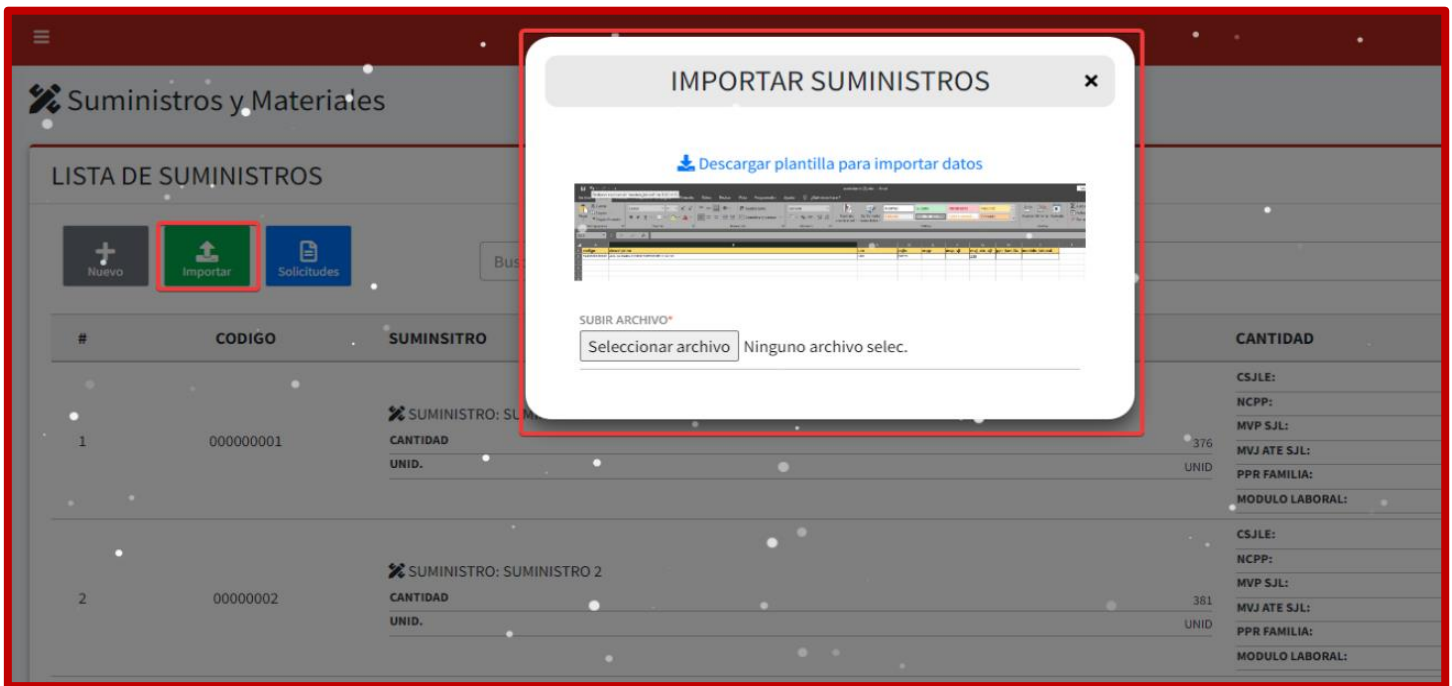 IMPORTAR SUMINISTROS
Suministros y Materiales
Descargar plantilla para importar datos
LISTA DE SUMINISTROS
Nuevo
Importar
Solicitudes
Bus
SUBIR ARCHIVO*
Seleccionar archivo Ninguno archivo selec.
# CODIGO SUMINSITRO CANTIDAD
1 000000001
SUMINISTRO: SUM
CANTIDAD 376
UNID. UNID
CSJLE:
NCPP:
MVP SJL:
MVJ ATE SJL:
PPR FAMILIA:
MODULO LABORAL:
2 00000002
SUMINISTRO: SUMINISTRO 2
CANTIDAD 381
UNID. UNID
CSJLE:
NCPP:
MVP SJL:
MVJ ATE SJL:
PPR FAMILIA:
MODULO LABORAL: